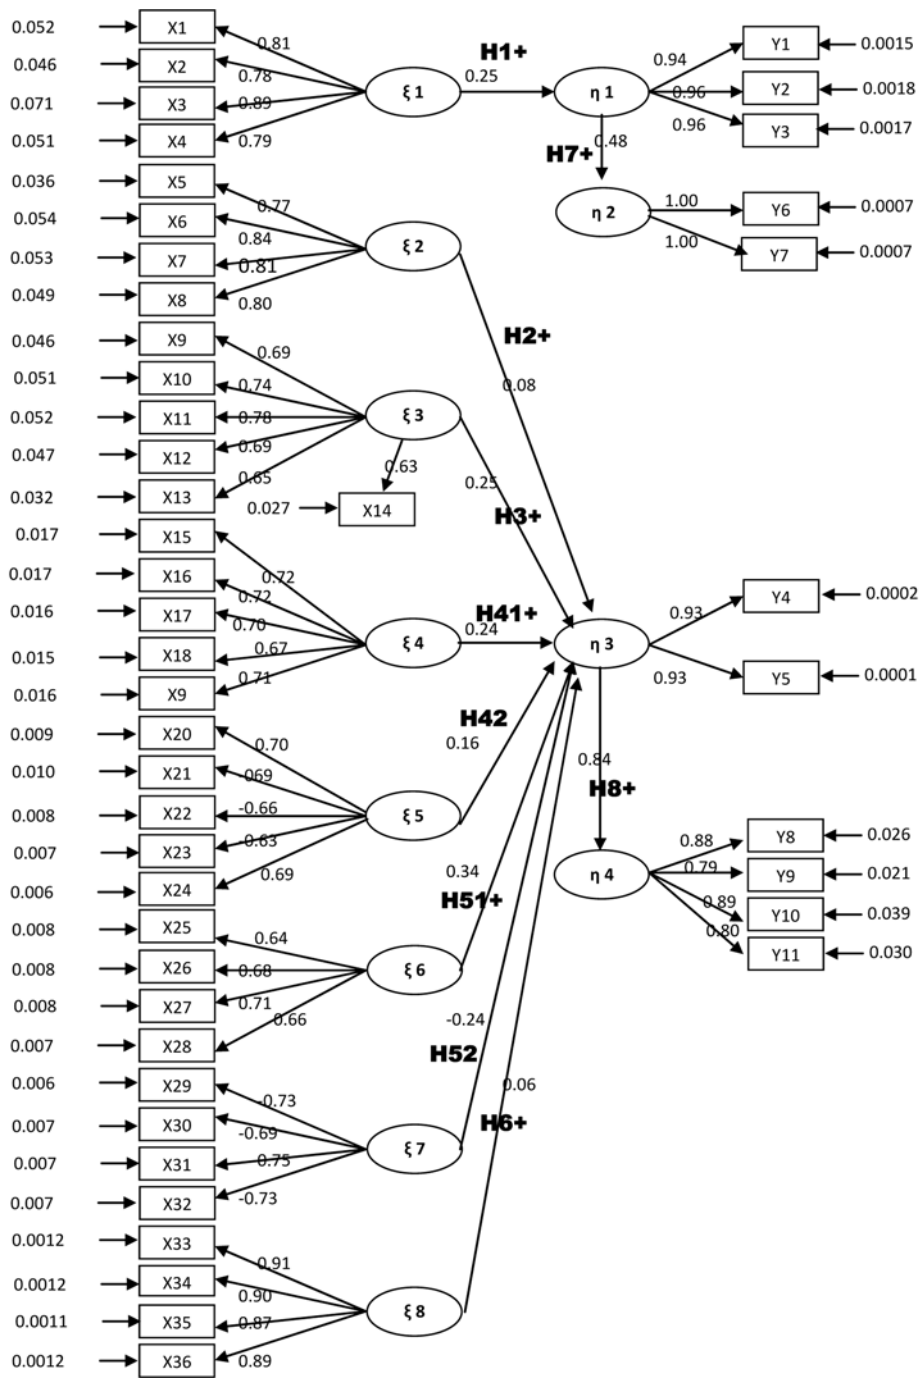 0.052 X1 0.81 H1+ 0.94 Y1 0.0015
0.046 X2 0.78 ξ 1 0.25 η 1 0.96 Y2 0.0018
0.071 X3 0.89 0.96 Y3 0.0017
0.051 X4 0.79 H7+ 0.48
0.036 X5 0.77 1.00 Y6 0.0007
0.054 X6 0.84 ξ 2 η 2 1.00 Y7 0.0007
0.053 X7 0.81
0.049 X8 0.80
0.046 X9 0.69 H2+
0.051 X10 0.74 0.08
0.052 X11 0.78 ξ 3
0.047 X12 0.69 0.63 0.25
0.032 X13 0.65 0.027 X14 H3+
0.017 X15 0.72
0.017 X16 0.72 Y4 0.0002
0.016 X17 0.70 H41+ 0.93
0.015 X18 0.67 ξ 4 0.24 η 3
0.016 X9 0.71 0.93 Y5 0.0001
0.009 X20 0.70 H42 0.16
0.010 X21 0.69 0.84
0.008 X22 -0.66 ξ 5 H8+
0.007 X23 -0.63 0.88 Y8 0.026
0.006 X24 0.69 0.34 η 4 0.79 Y9 0.021
0.008 X25 0.64 H51+ 0.89 Y10 0.039
0.008 X26 0.68 ξ 6 0.80 Y11 0.030
0.008 X27 0.71
0.007 X28 0.66 -0.24
0.006 X29 -0.73 H52 0.06
0.007 X30 -0.69 H6+
0.007 X31 0.75 ξ 7
0.007 X32 -0.73
0.0012 X33 0.91
0.0012 X34 0.90 ξ 8
0.0011 X35 0.87
0.0012 X36 0.89